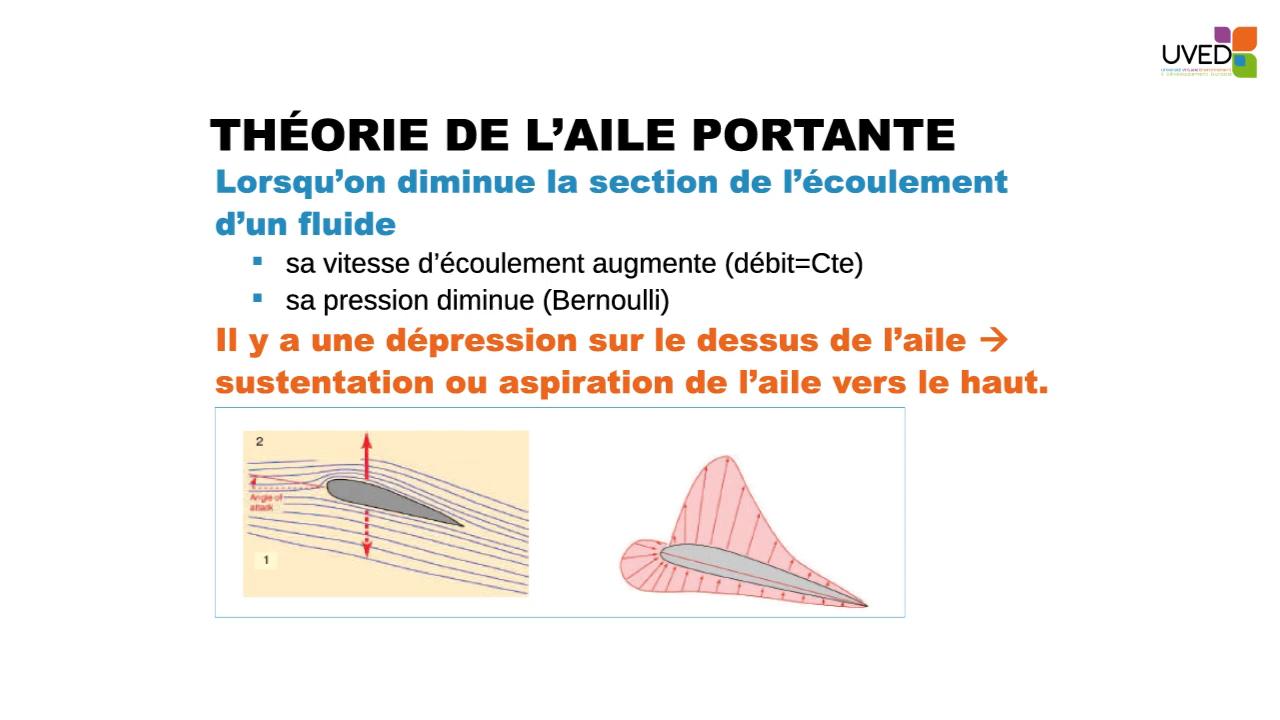 UVED
THÉORIE DE L’AILE PORTANTE
Lorsqu’on diminue la section de l’écoulement
d’un fluide
▪ sa vitesse d’écoulement augmente (débit=Cte)
▪ sa pression diminue (Bernoulli)
Il y a une dépression sur le dessus de l’aile →
sustentation ou aspiration de l’aile vers le haut.
2
Angle of
attack
1